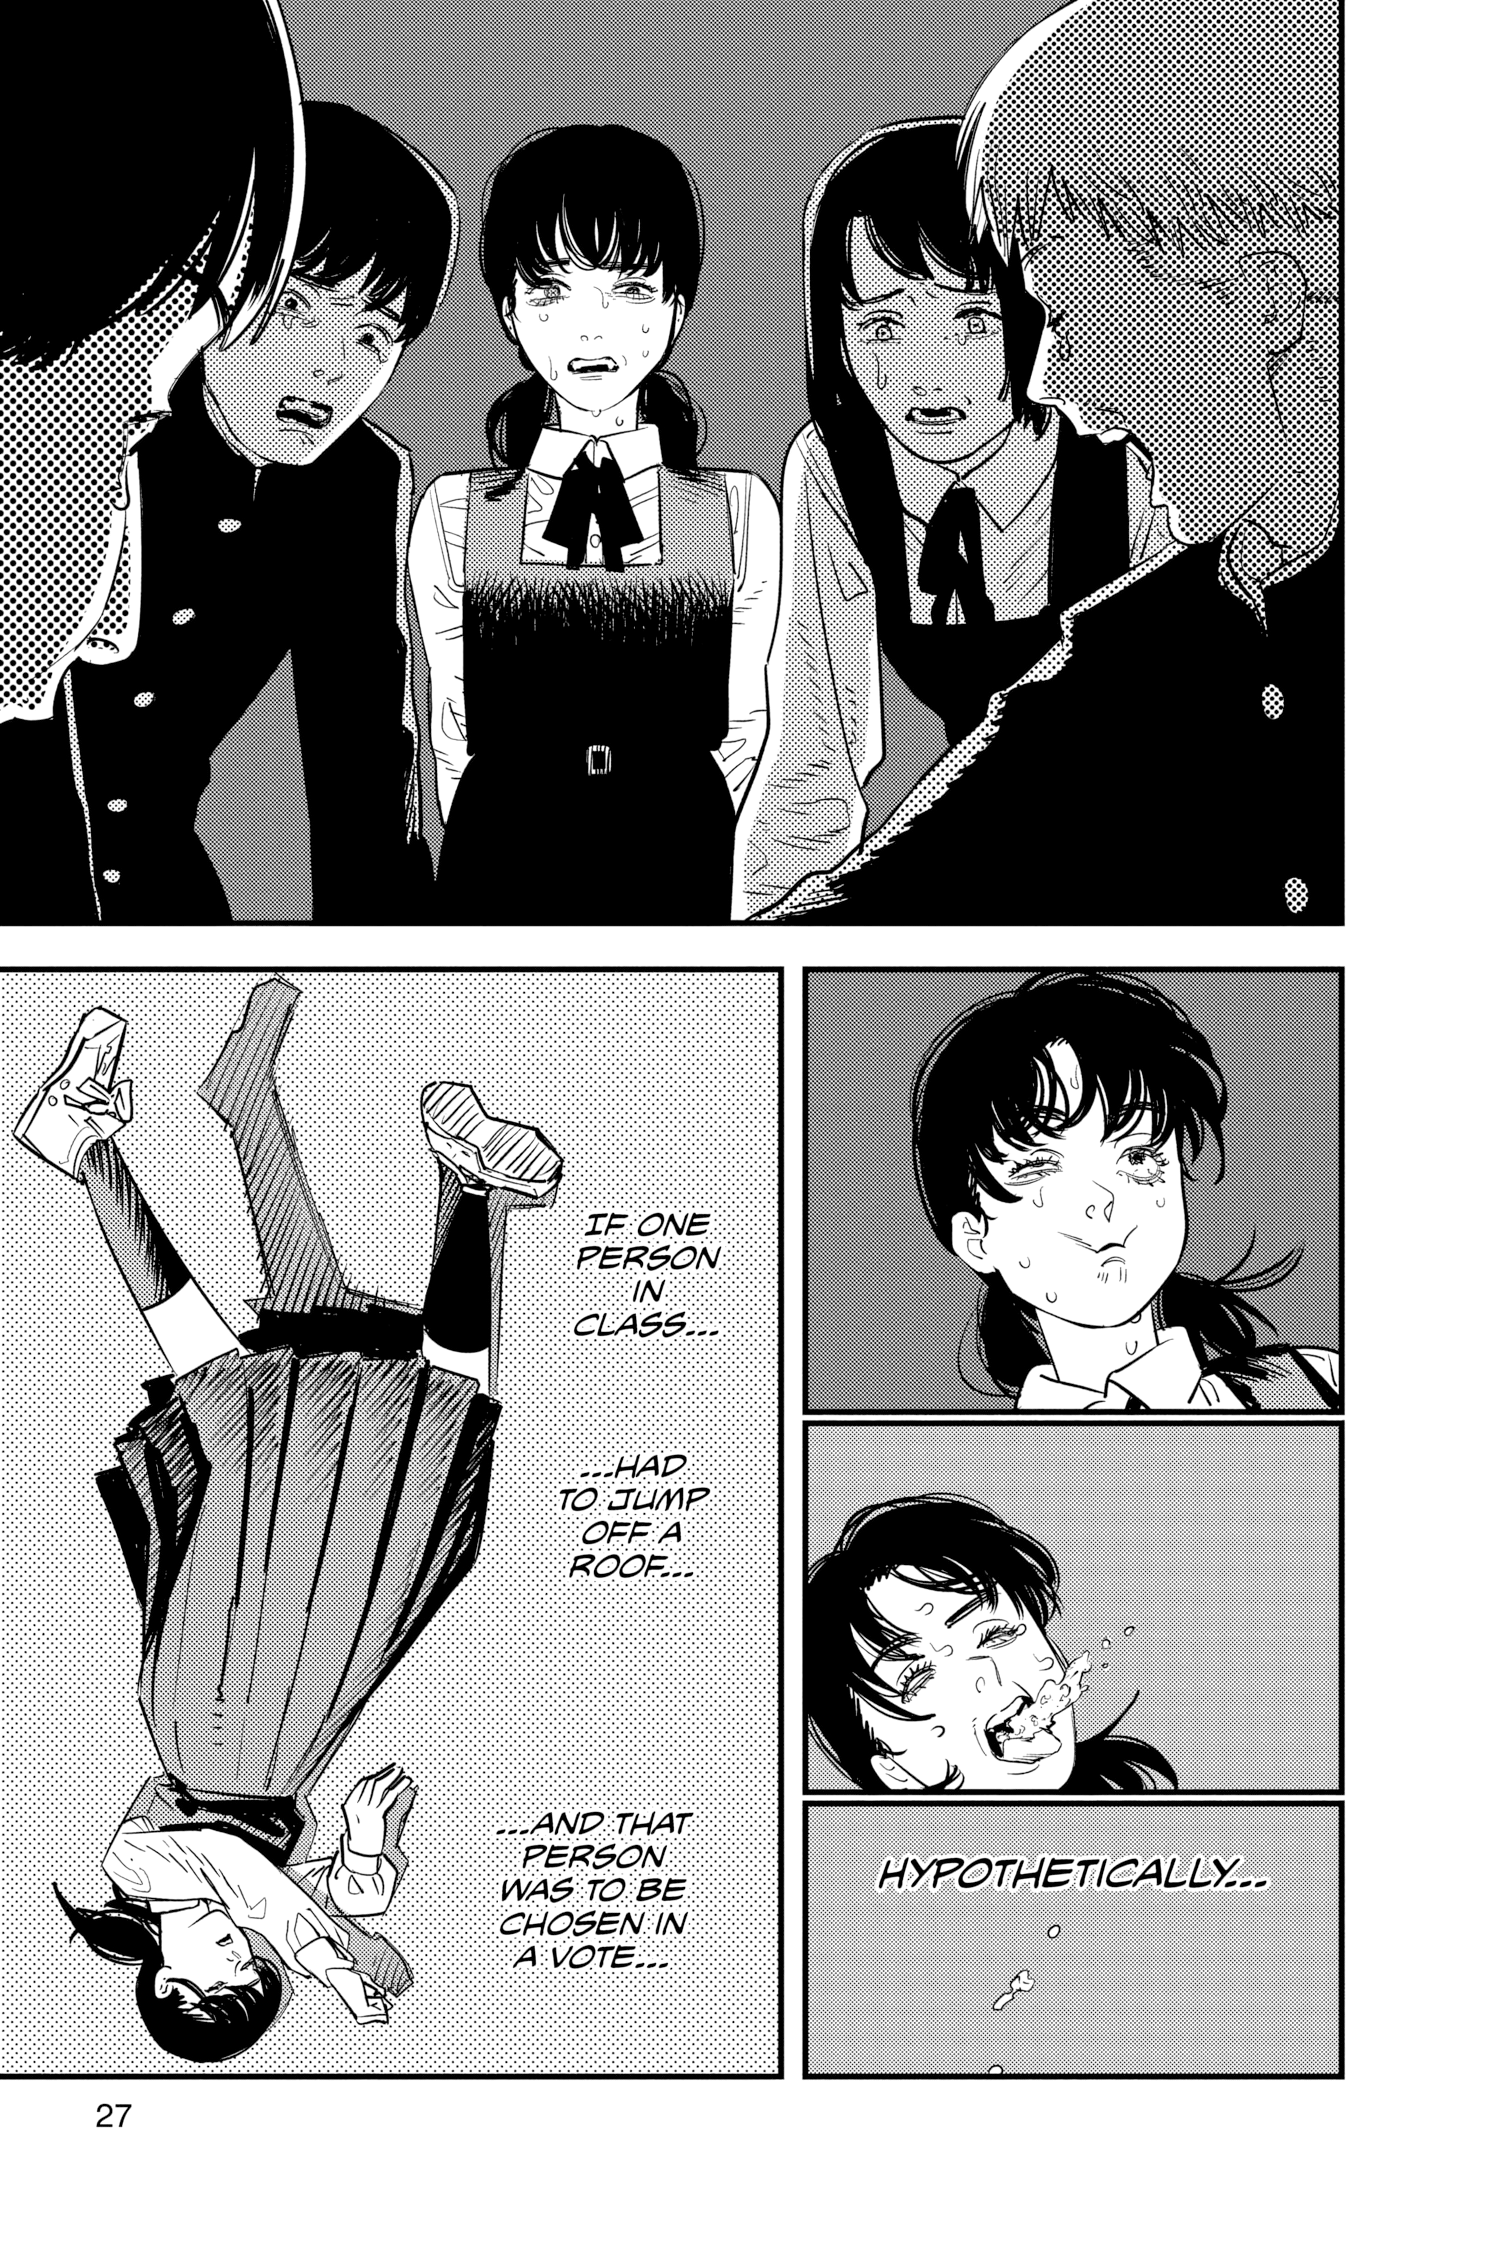 HYPOTHETICALLY...
IF ONE
PERSON
IN
CLASS...
...HAD
TO JUMP
OFF A
ROOF...
...AND THAT
PERSON
WAS TO BE
CHOSEN IN
A VOTE...
27